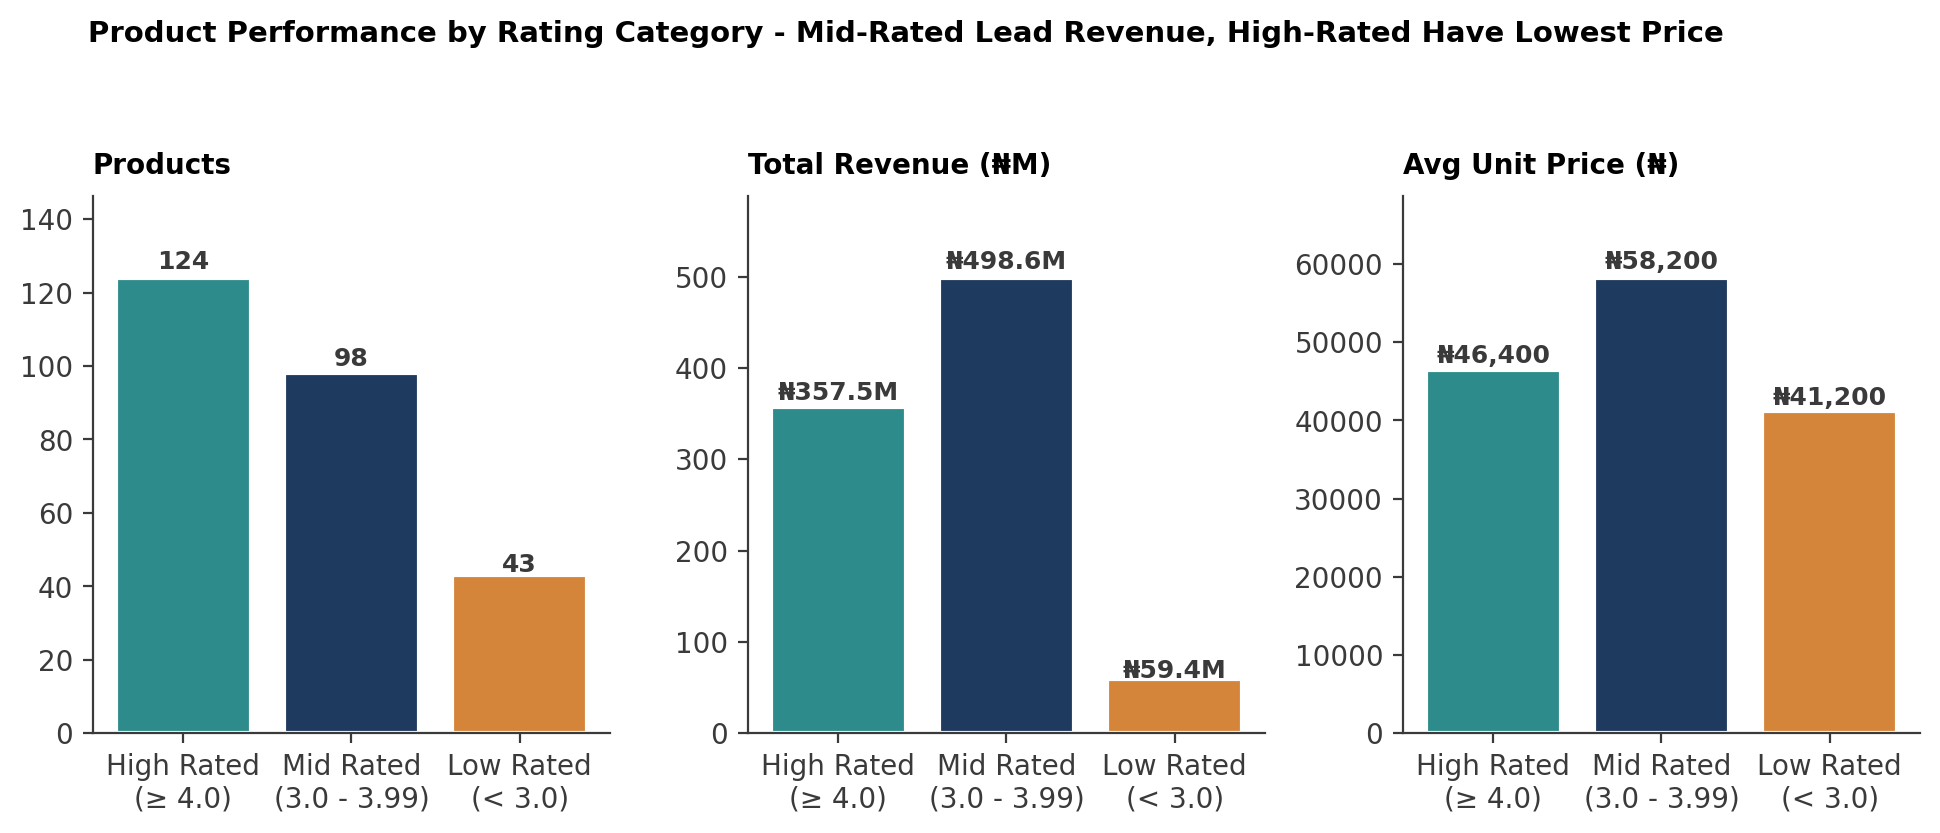 Product Performance by Rating Category - Mid-Rated Lead Revenue, High-Rated Have Lowest Price
Products
140
120
100
80
60
40
20
0
124
98
43
High Rated
(≥ 4.0)
Mid Rated
(3.0 - 3.99)
Low Rated
(< 3.0)
Total Revenue (₦M)
500
400
300
200
100
0
₦357.5M
₦498.6M
₦59.4M
High Rated
(≥ 4.0)
Mid Rated
(3.0 - 3.99)
Low Rated
(< 3.0)
Avg Unit Price (₦)
60000
50000
40000
30000
20000
10000
0
₦46,400
₦58,200
₦41,200
High Rated
(≥ 4.0)
Mid Rated
(3.0 - 3.99)
Low Rated
(< 3.0)